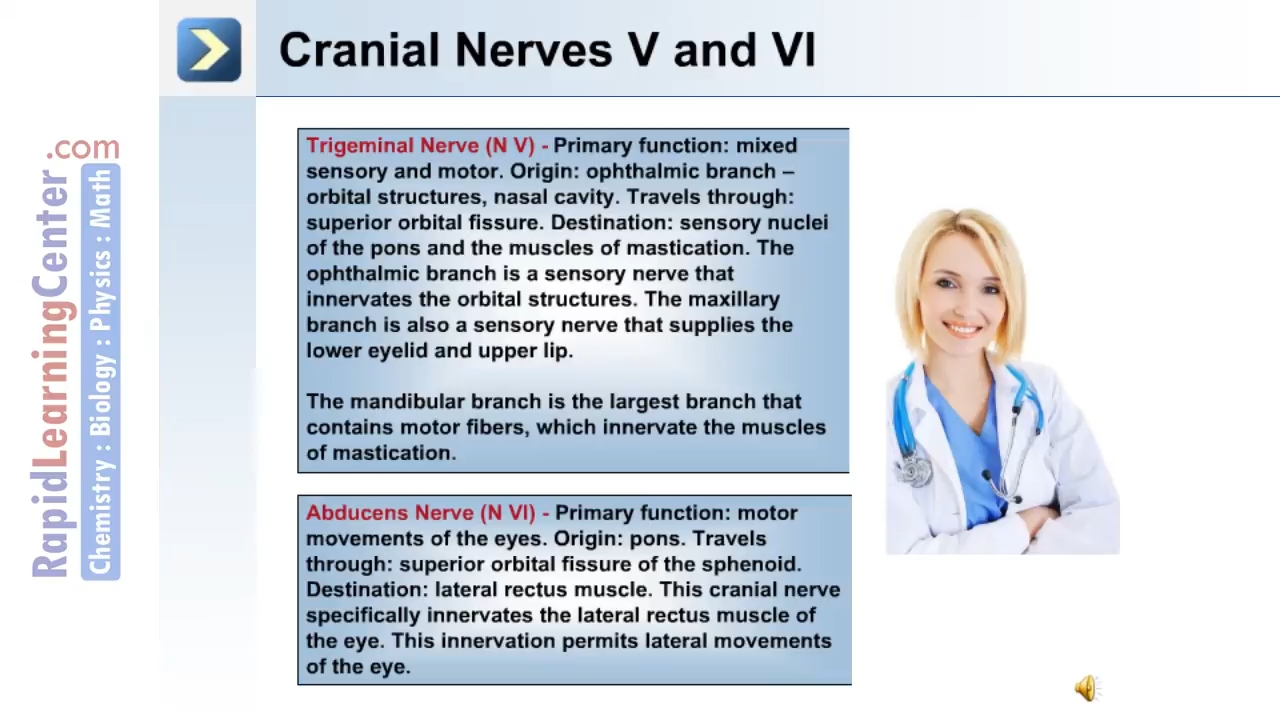 Cranial Nerves V and VI
Trigeminal Nerve (N V) - Primary function: mixed
sensory and motor. Origin: ophthalmic branch –
orbital structures, nasal cavity. Travels through:
superior orbital fissure. Destination: sensory nuclei
of the pons and the muscles of mastication. The
ophthalmic branch is a sensory nerve that
innervates the orbital structures. The maxillary
branch is also a sensory nerve that supplies the
lower eyelid and upper lip.
The mandibular branch is the largest branch that
contains motor fibers, which innervate the muscles
of mastication.
Abducens Nerve (N VI) - Primary function: motor
movements of the eyes. Origin: pons. Travels
through: superior orbital fissure of the sphenoid.
Destination: lateral rectus muscle. This cranial nerve
specifically innervates the lateral rectus muscle of
the eye. This innervation permits lateral movements
of the eye.
RapidLearningCenter.com
Chemistry : Biology : Physics : Math